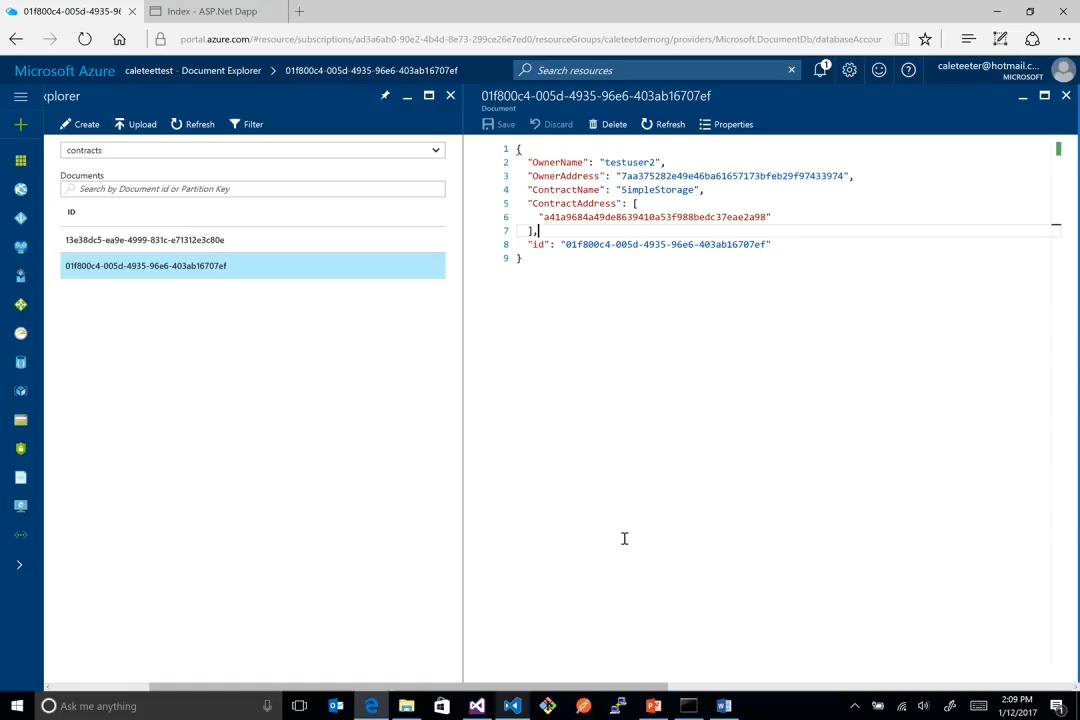 01f800c4-005d-4935-96
Index - ASP.Net Dapp
portal.azure.com/#resource/subscriptions/ad3a6ab0-90e2-4b4d-8e73-299ce26e7ed0/resourceGroups/caleteetdemorg/providers/Microsoft.DocumentDb/databaseAccour
Microsoft Azure caleteettest - Document Explorer > 01f800c4-005d-4935-96e6-403ab16707ef
Search resources
1
caleteeter@hotmail.c...
MICROSOFT
xplorer
Create Upload Refresh Filter
contracts
Documents
Search by Document id or Partition Key
ID
13e38dc5-ea9e-4999-831c-e71312e3c80e
01f800c4-005d-4935-96e6-403ab16707ef
01f800c4-005d-4935-96e6-403ab16707ef
Document
Save Discard Delete Refresh Properties
1 {
2 "OwnerName": "testuser2",
3 "OwnerAddress": "7aa375282e49e46ba61657173bfeb29f97433974",
4 "ContractName": "SimpleStorage",
5 "ContractAddress": [
6 "a41a9684a49de8639410a53f988bedc37eae2a98"
7 ],
8 "id": "01f800c4-005d-4935-96e6-403ab16707ef"
9 }
Ask me anything
2:09 PM
1/12/2017
1